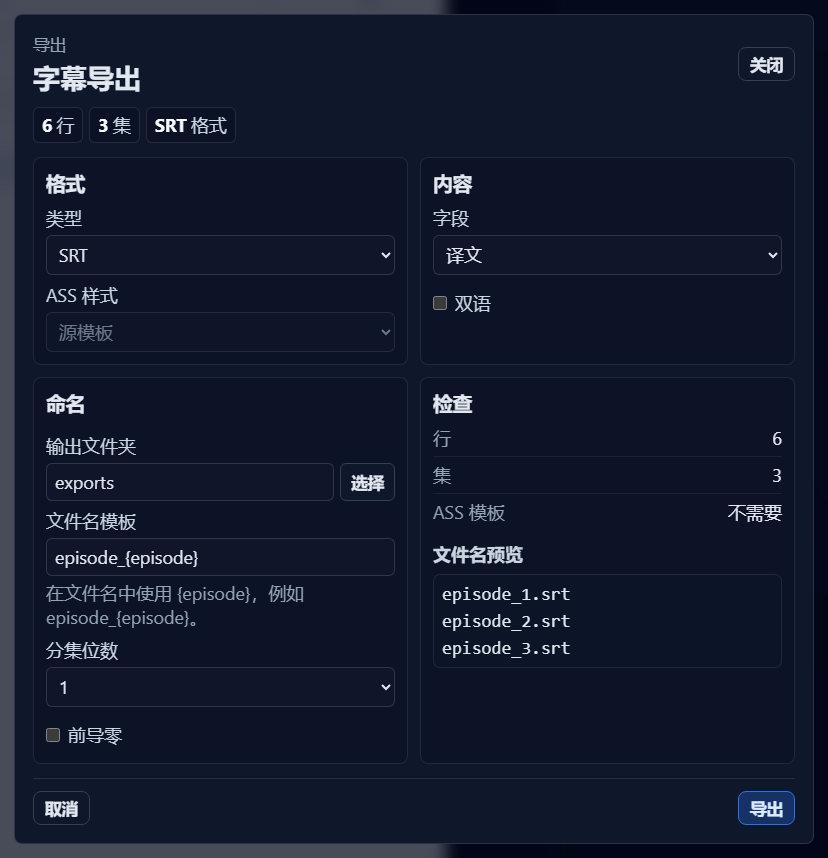 导出
字幕导出
关闭
6 行
3 集
SRT 格式
格式
类型
SRT
ASS 样式
源模板
内容
字段
译文
双语
命名
输出文件夹
exports
选择
文件名模板
episode_{episode}
在文件名中使用 {episode}，例如
episode_{episode}。
分集位数
1
前导零
检查
行 6
集 3
ASS 模板 不需要
文件名预览
episode_1.srt
episode_2.srt
episode_3.srt
取消
导出